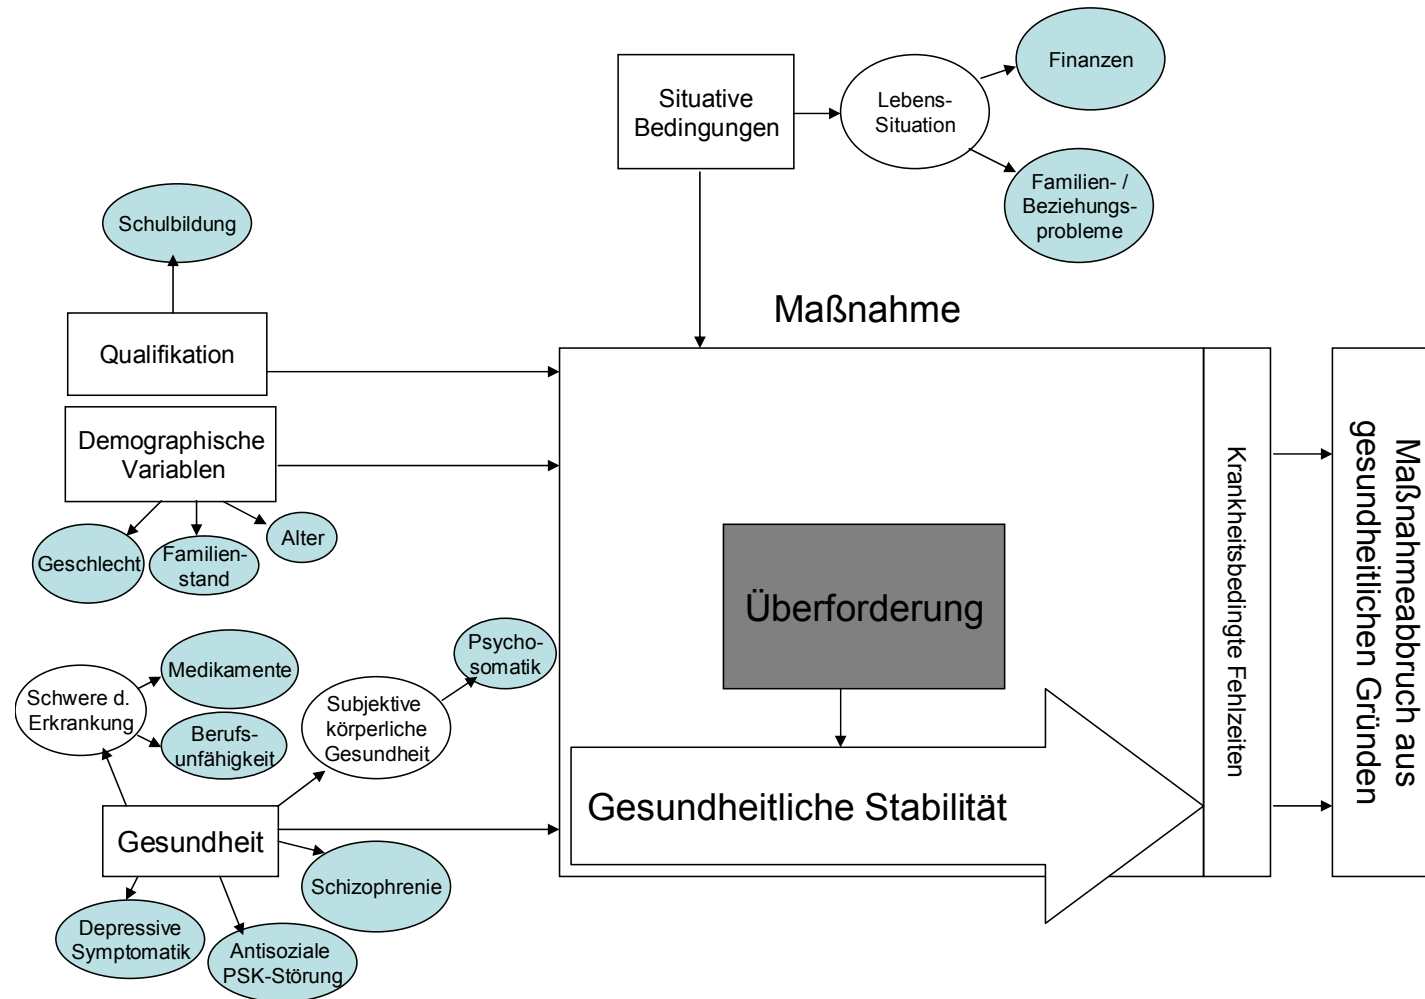 Situative
Bedingungen
Lebens-
Situation
Finanzen
Familien- /
Beziehungs-
probleme
Schulbildung
Qualifikation
Maßnahme
Demographische
Variablen
Geschlecht
Familien-
stand
Alter
Überforderung
Krankheitsbedingte Fehlzeiten
Maßnahmeabbruch aus
gesundheitlichen Gründen
Schwere d.
Erkrankung
Medikamente
Berufs-
unfähigkeit
Subjektive
körperliche
Gesundheit
Psycho-
somatik
Gesundheit
Gesundheitliche Stabilität
Schizophrenie
Depressive
Symptomatik
Antisoziale
PSK-Störung